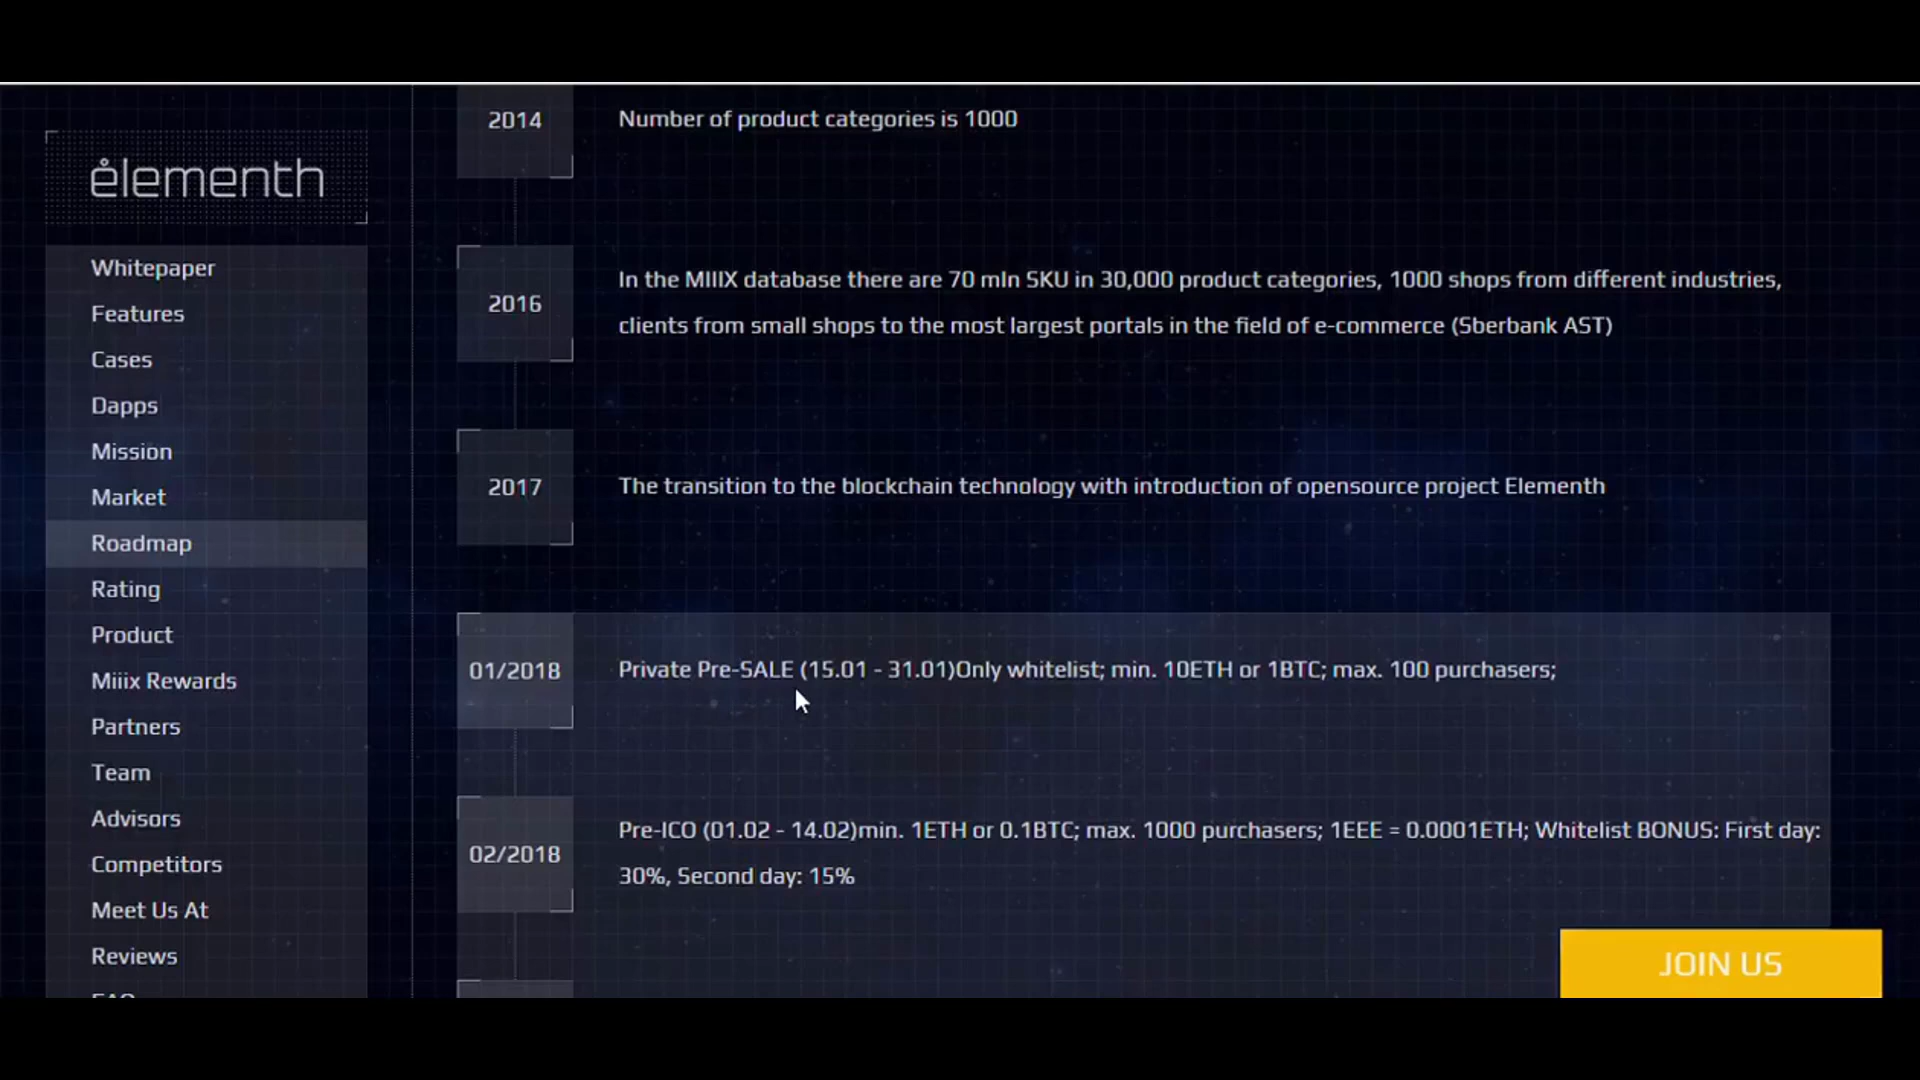 elementh
Whitepaper
Features
Cases
Dapps
Mission
Market
Roadmap
Rating
Product
Miiix Rewards
Partners
Team
Advisors
Competitors
Meet Us At
Reviews
FAQ
2014
Number of product categories is 1000
2016
In the MIIIX database there are 70 mln SKU in 30,000 product categories, 1000 shops from different industries,
clients from small shops to the most largest portals in the field of e-commerce (Sberbank AST)
2017
The transition to the blockchain technology with introduction of opensource project Elementh
01/2018
Private Pre-SALE (15.01 - 31.01)Only whitelist; min. 10ETH or 1BTC; max. 100 purchasers;
02/2018
Pre-ICO (01.02 - 14.02)min. 1ETH or 0.1BTC; max. 1000 purchasers; 1EEE = 0.0001ETH; Whitelist BONUS: First day:
30%, Second day: 15%
JOIN US